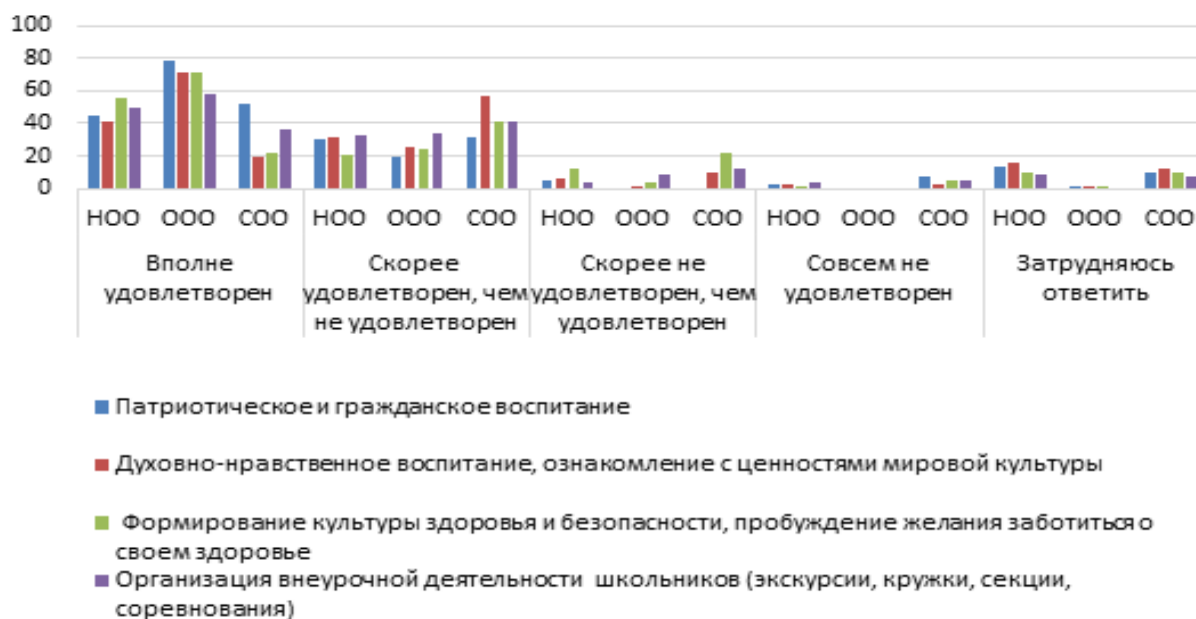 100
80
60
40
20
0
НОО ООО СОО НОО ООО СОО НОО ООО СОО НОО ООО СОО НОО ООО СОО
Вполне
удовлетворен
Скорее
удовлетворен, чем
не удовлетворен
Скорее не
удовлетворен, чем
удовлетворен
Совсем не
удовлетворен
Затрудняюсь
ответить
Патриотическое и гражданское воспитание
Духовно-нравственное воспитание, ознакомление с ценностями мировой культуры
Формирование культуры здоровья и безопасности, пробуждение желания заботиться о
своем здоровье
Организация внеурочной деятельности школьников (экскурсии, кружки, секции,
соревнования)